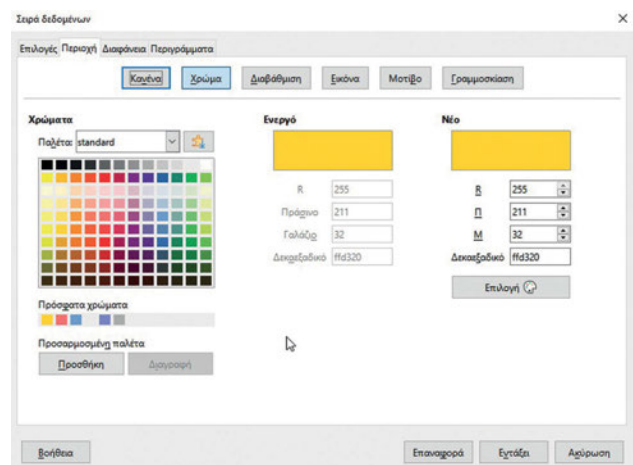 Σειρά δεδομένων
Επιλογές Περιοχή Διαφάνεια Περιγράμματα
Κανένα Χρώμα Διαβάθμιση Εικόνα Μοτίβο Γραμμοσκίαση
Χρώματα
Παλέτα: standard
Πρόσφατα χρώματα
Προσαρμοσμένη παλέτα
Προσθήκη Διαγραφή
Ενεργό
R 255
Πράσινο 211
Γαλάζιο 32
Δεκαεξαδικό ffd320
Νέο
R 255
Π 211
Μ 32
Δεκαεξαδικό ffd320
Επιλογή
Βοήθεια Επαναφορά Εντάξει Ακύρωση